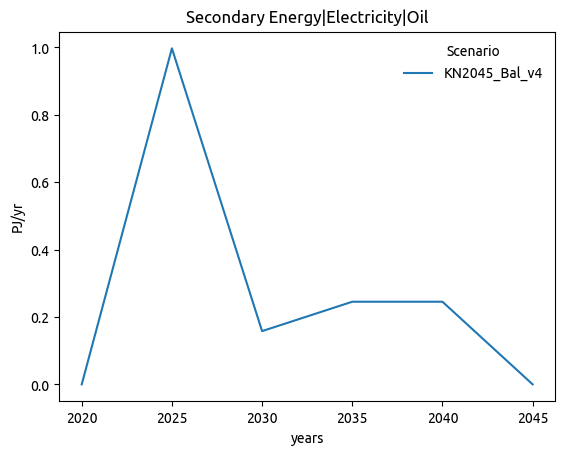 Secondary Energy|Electricity|Oil
Scenario
KN2045_Bal_v4
PJ/yr
1.0
0.8
0.6
0.4
0.2
0.0
2020 2025 2030 2035 2040 2045
years